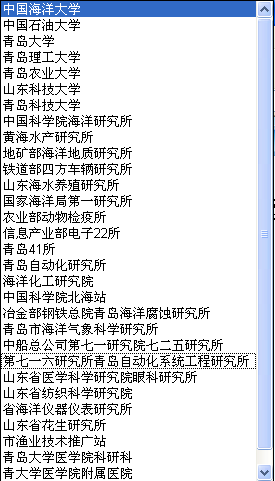 中国海洋大学
中国石油大学
青岛大学
青岛理工大学
青岛农业大学
山东科技大学
青岛科技大学
中国科学院海洋研究所
黄海水产研究所
地矿部海洋地质研究所
铁道部四方车辆研究所
山东海水养殖研究所
国家海洋局第一研究所
农业部动物检疫所
信息产业部电子22所
青岛41所
青岛自动化研究所
海洋化工研究院
中国科学院北海站
冶金部钢铁总院青岛海洋腐蚀研究所
青岛市海洋气象科学研究所
中船总公司第七一研究院七二五研究所
第七一六研究所青岛自动化系统工程研究所
山东省医学科学研究院眼科研究所
山东省纺织科学研究院
省海洋仪器仪表研究所
山东省花生研究所
市渔业技术推广站
青岛大学医学院科研科
青大学医学院附属医院